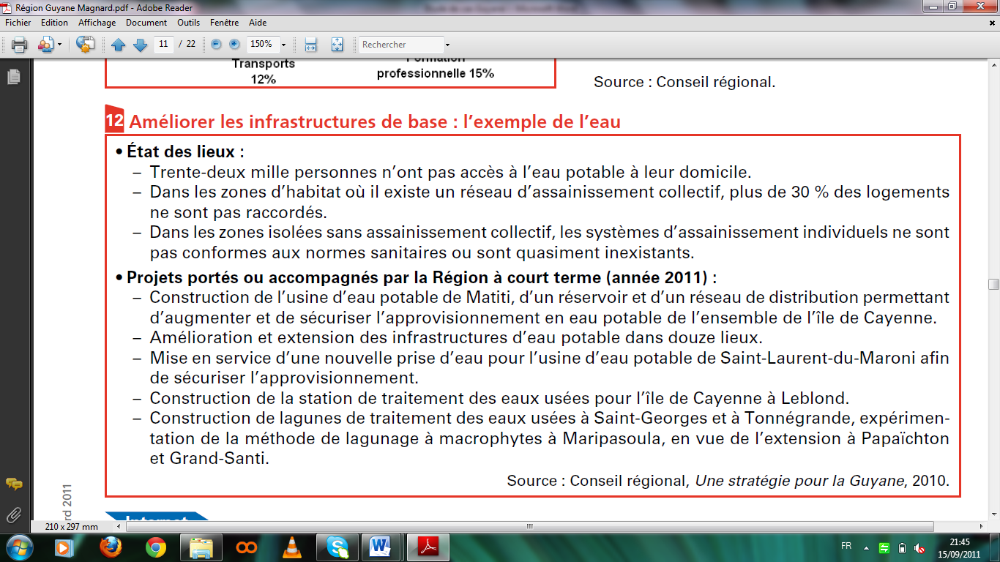 Région Guyane Magnard.pdf - Adobe Reader
Fichier Edition Affichage Document Outils Fenêtre Aide
11 / 22 150% Rechercher
Transports
12%
professionnelle 15%
Source : Conseil régional.
12 Améliorer les infrastructures de base : l’exemple de l’eau
• État des lieux :
– Trente-deux mille personnes n’ont pas accès à l’eau potable à leur domicile.
– Dans les zones d’habitat où il existe un réseau d’assainissement collectif, plus de 30 % des logements
ne sont pas raccordés.
– Dans les zones isolées sans assainissement collectif, les systèmes d’assainissement individuels ne sont
pas conformes aux normes sanitaires ou sont quasiment inexistants.
• Projets portés ou accompagnés par la Région à court terme (année 2011) :
– Construction de l’usine d’eau potable de Matiti, d’un réservoir et d’un réseau de distribution permettant
d’augmenter et de sécuriser l’approvisionnement en eau potable de l’ensemble de l’île de Cayenne.
– Amélioration et extension des infrastructures d’eau potable dans douze lieux.
– Mise en service d’une nouvelle prise d’eau pour l’usine d’eau potable de Saint-Laurent-du-Maroni afin
de sécuriser l’approvisionnement.
– Construction de la station de traitement des eaux usées pour l’île de Cayenne à Leblond.
– Construction de lagunes de traitement des eaux usées à Saint-Georges et à Tonnégrande, expérimen-
tation de la méthode de lagunage à macrophytes à Maripasoula, en vue de l’extension à Papaïchton
et Grand-Santi.
Source : Conseil régional, Une stratégie pour la Guyane, 2010.
rd 2011
210 x 297 mm
FR
21:45
15/09/2011